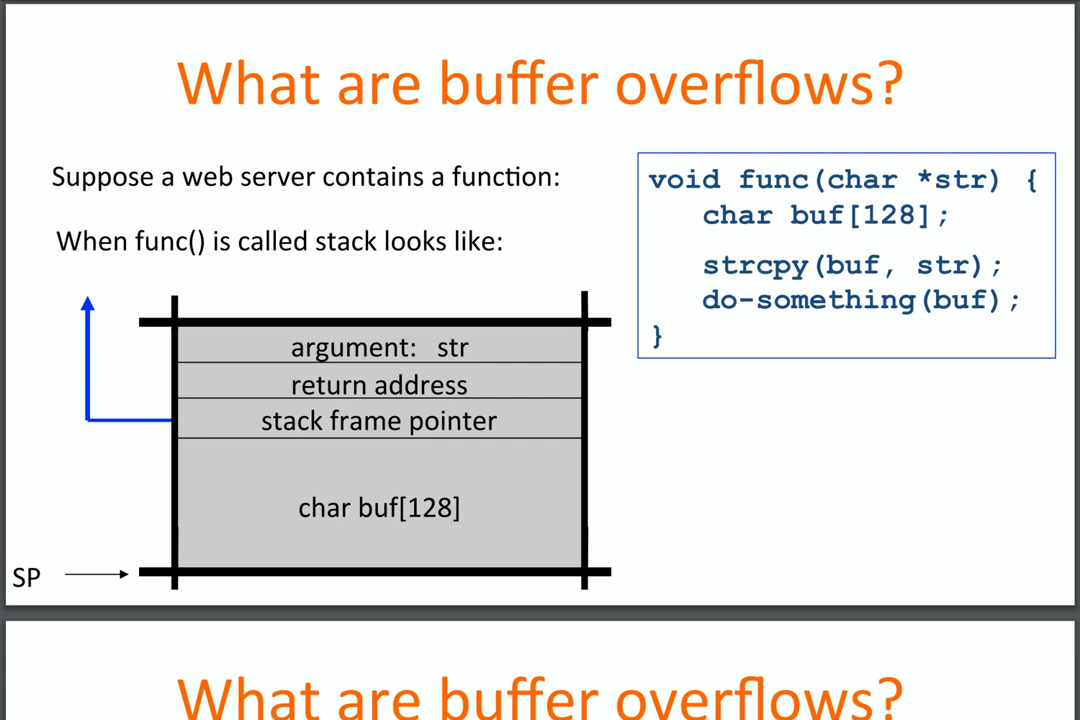 What are buffer overflows?
Suppose a web server contains a function:
When func() is called stack looks like:
void func(char *str) {
char buf[128];
strcpy(buf, str);
do-something(buf);
}
argument: str
return address
stack frame pointer
char buf[128]
SP
What are buffer overflows?